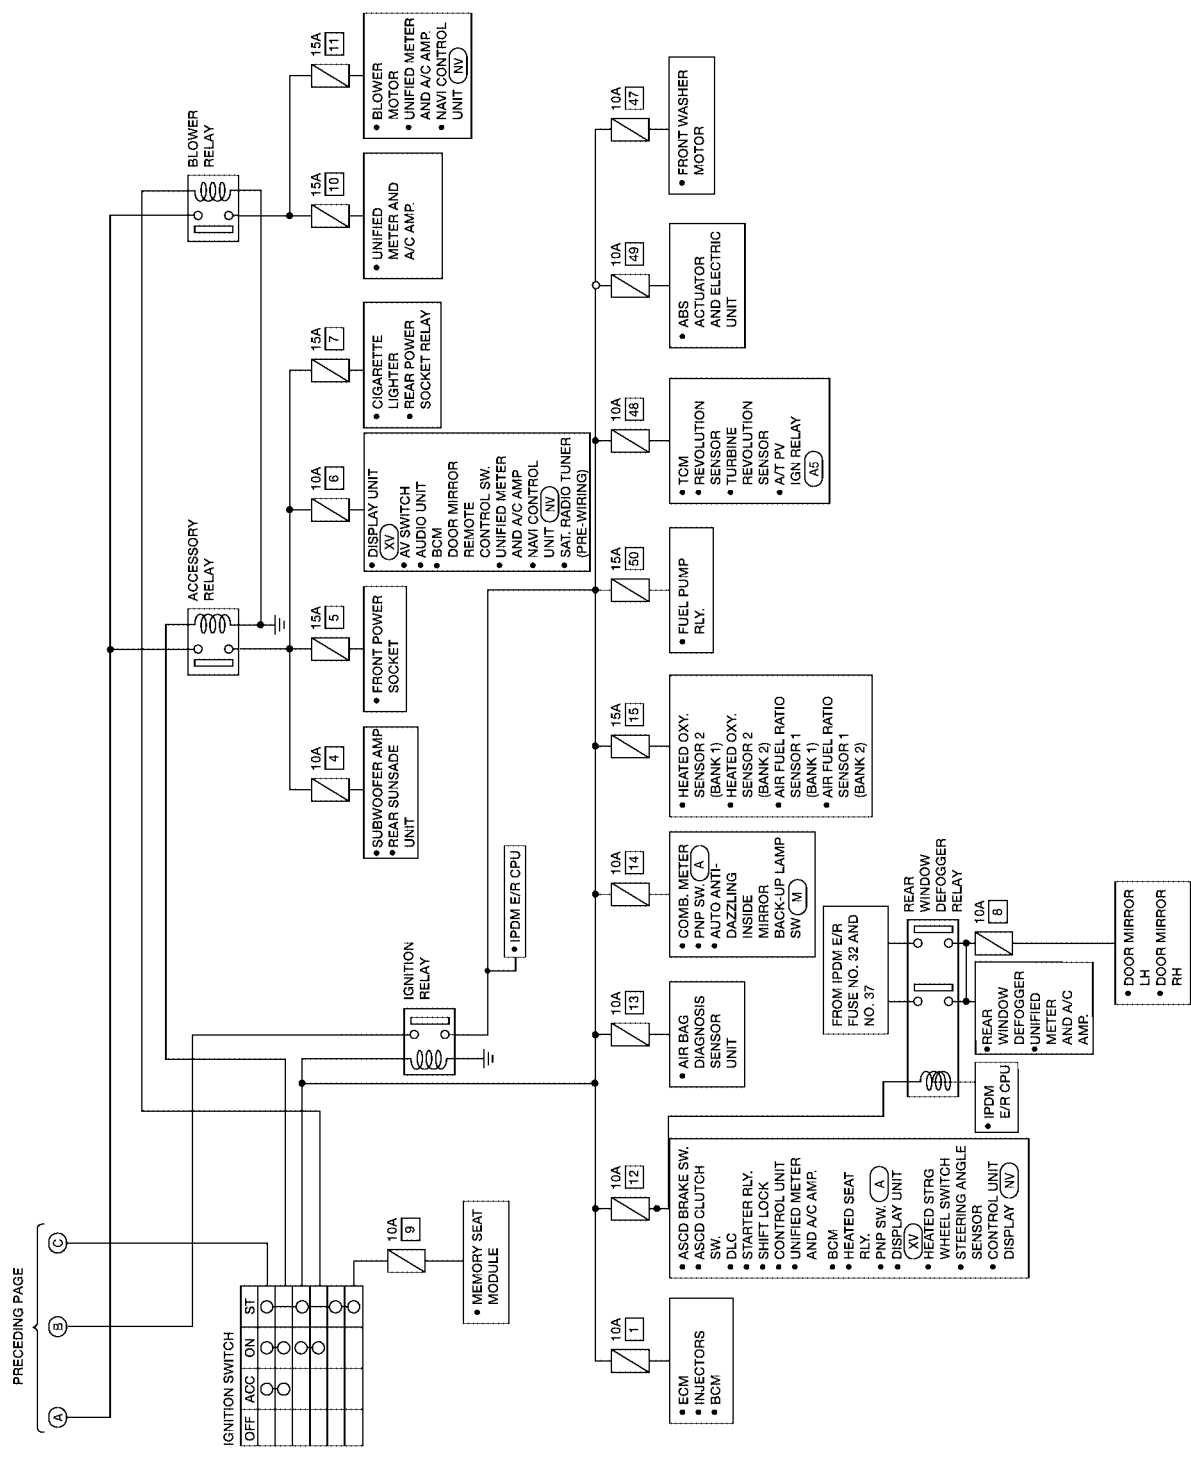 PRECEDING PAGE
A
B
C
IGNITION SWITCH
OFF
ACC
ON
ST
10A
9
• MEMORY SEAT
MODULE
IGNITION
RELAY
• IPDM E/R CPU
ACCESSORY
RELAY
BLOWER
RELAY
10A
4
• SUBWOOFER AMP
• REAR SUNSADE
UNIT
15A
5
• FRONT POWER
SOCKET
10A
6
• DISPLAY UNIT
XV
• AV SWITCH
• AUDIO UNIT
• BCM
DOOR MIRROR
REMOTE
CONTROL SW.
• UNIFIED METER
AND A/C AMP
• NAVI CONTROL
UNIT NV
• SAT. RADIO TUNER
(PRE-WIRING)
15A
7
• CIGARETTE
LIGHTER
• REAR POWER
SOCKET RELAY
15A
10
• UNIFIED
METER AND
A/C AMP.
15A
11
• BLOWER
MOTOR
• UNIFIED METER
AND A/C AMP.
• NAVI CONTROL
UNIT NV
10A
1
• ECM
• INJECTORS
• BCM
10A
12
• ASCD BRAKE SW.
• ASCD CLUTCH
SW.
• DLC
• STARTER RLY.
• SHIFT LOCK
• CONTROL UNIT
• UNIFIED METER
AND A/C AMP.
• BCM
• HEATED SEAT
RLY.
• PNP SW. A
• DISPLAY UNIT
XV
• HEATED STRG
WHEEL SWITCH
• STEERING ANGLE
SENSOR
• CONTROL UNIT
DISPLAY NV
10A
13
• AIR BAG
DIAGNOSIS
SENSOR
UNIT
10A
14
• COMB. METER
• PNP SW. A
• AUTO ANTI-
DAZZLING
INSIDE
MIRROR
BACK-UP LAMP
SW M
15A
15
• HEATED OXY.
SENSOR 2
(BANK 1)
• HEATED OXY.
SENSOR 2
(BANK 2)
• AIR FUEL RATIO
SENSOR 1
(BANK 1)
• AIR FUEL RATIO
SENSOR 1
(BANK 2)
15A
50
• FUEL PUMP
RLY.
10A
48
• TCM
• REVOLUTION
SENSOR
• TURBINE
REVOLUTION
SENSOR
• A/T PV
IGN RELAY
A5
10A
49
• ABS
ACTUATOR
AND ELECTRIC
UNIT
10A
47
• FRONT WASHER
MOTOR
FROM IPDM E/R
FUSE NO. 32 AND
NO. 37
REAR
WINDOW
DEFOGGER
RELAY
• IPDM
E/R CPU
• REAR
WINDOW
DEFOGGER
• UNIFIED
METER
AND A/C
AMP.
10A
8
• DOOR MIRROR
LH
• DOOR MIRROR
RH